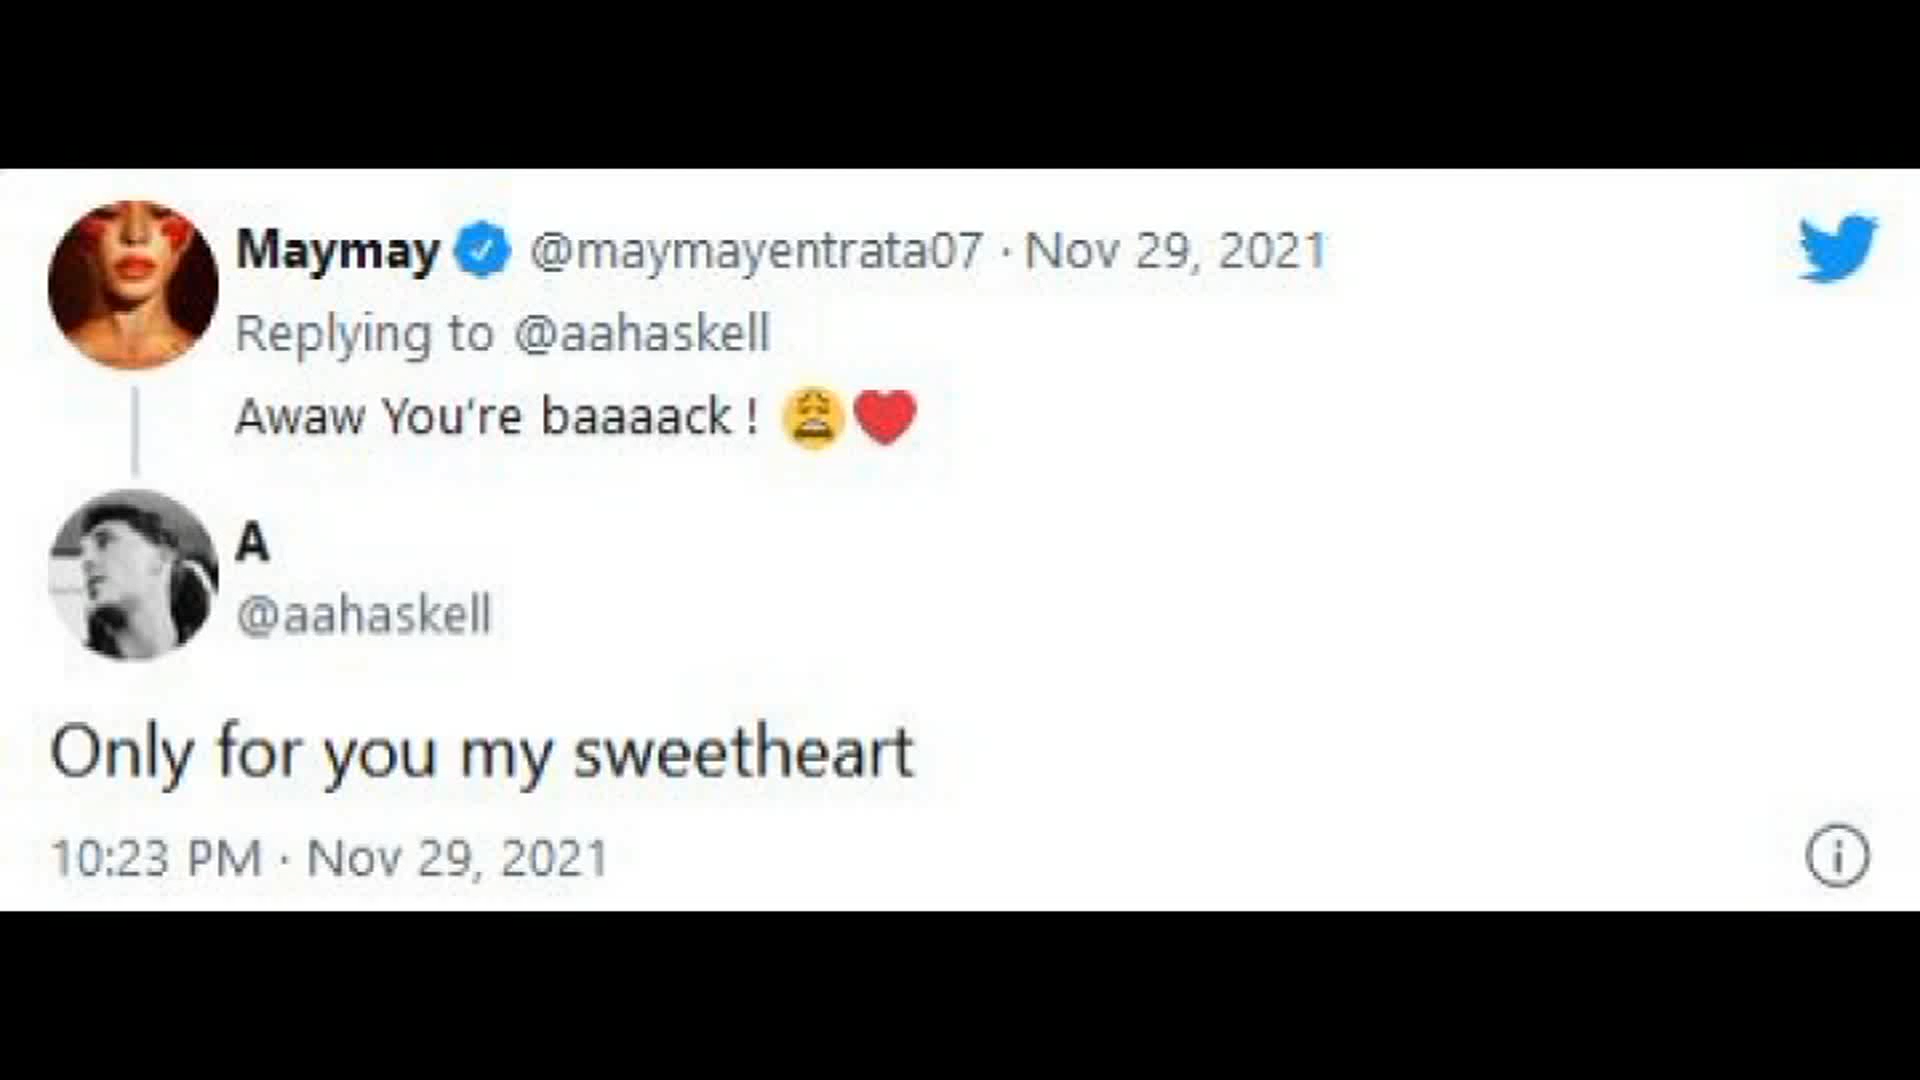 Maymay @maymayentrata07 · Nov 29, 2021
Replying to @aahaskell
Awaw You're baaaack ! 😩❤️
A
@aahaskell
Only for you my sweetheart
10:23 PM · Nov 29, 2021